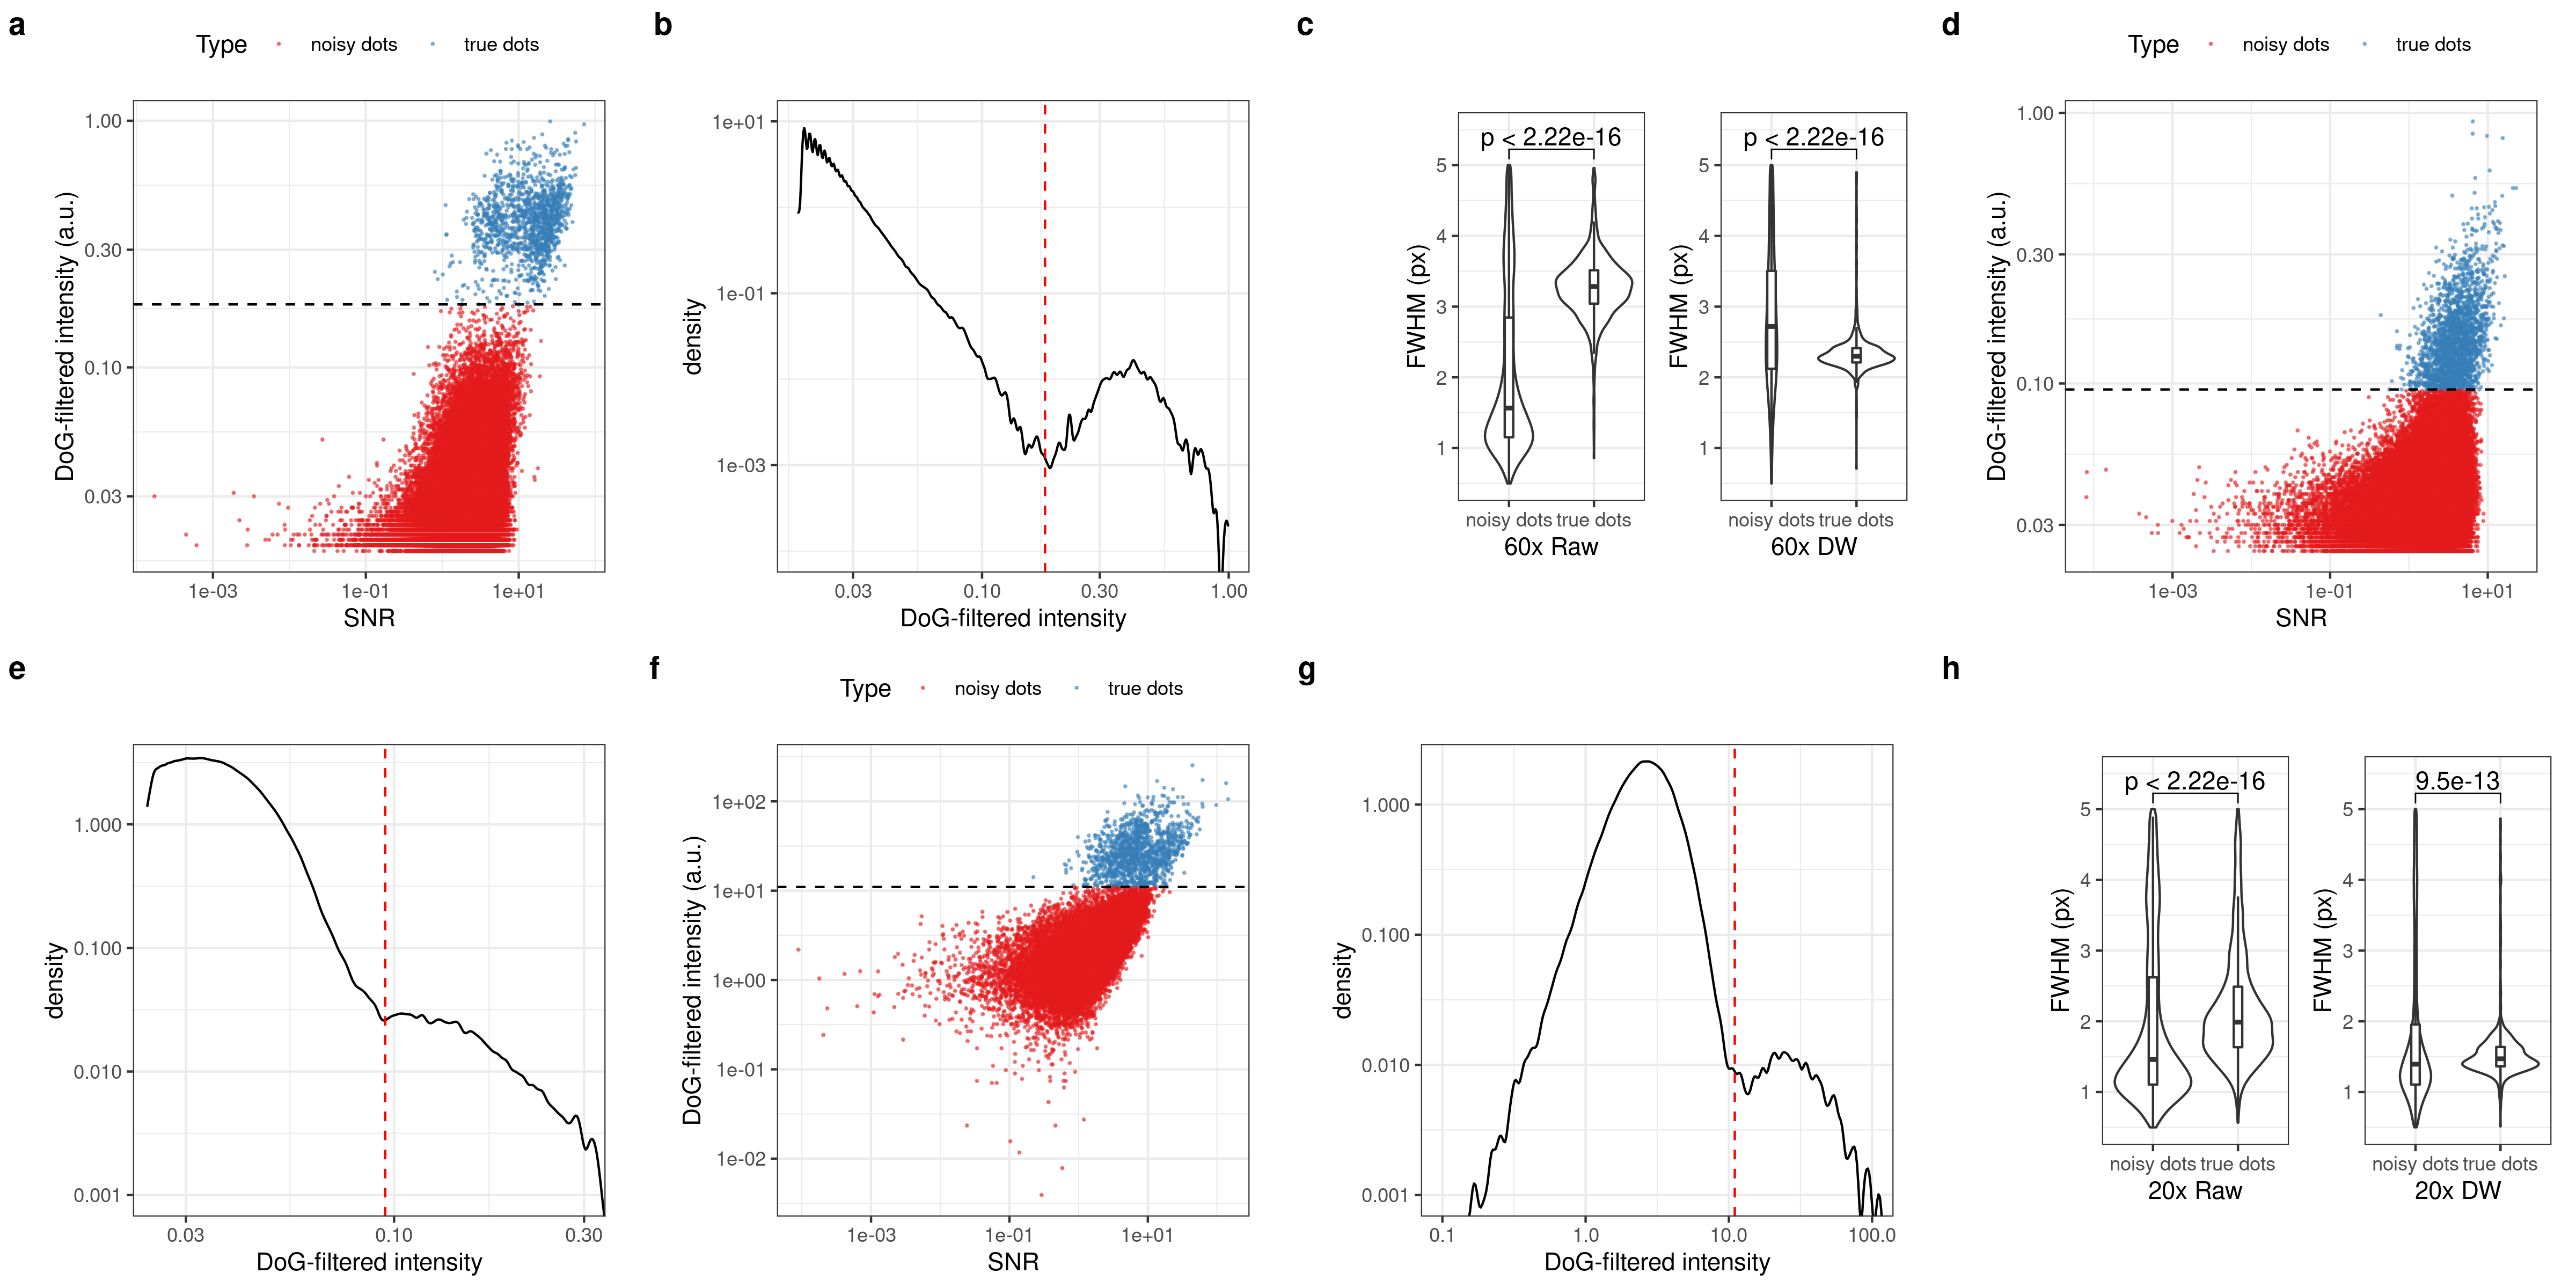 a
Type noisy dots true dots
1.00
0.30
0.10
0.03
DoG-filtered intensity (a.u.)
1e-03 1e-01 1e+01
SNR
b
1e+01
1e-01
1e-03
density
0.03 0.10 0.30 1.00
DoG-filtered intensity
c
p < 2.22e-16
5
4
3
2
1
FWHM (px)
noisy dots true dots
60x Raw
p < 2.22e-16
5
4
3
2
1
FWHM (px)
noisy dots true dots
60x DW
d
Type noisy dots true dots
1.00
0.30
0.10
0.03
DoG-filtered intensity (a.u.)
1e-03 1e-01 1e+01
SNR
e
1.000
0.100
0.010
0.001
density
0.03 0.10 0.30
DoG-filtered intensity
f
Type noisy dots true dots
1e+02
1e+01
1e+00
1e-01
1e-02
DoG-filtered intensity (a.u.)
1e-03 1e-01 1e+01
SNR
g
1.000
0.100
0.010
0.001
density
0.1 1.0 10.0 100.0
DoG-filtered intensity
h
p < 2.22e-16
5
4
3
2
1
FWHM (px)
noisy dots true dots
20x Raw
9.5e-13
5
4
3
2
1
FWHM (px)
noisy dots true dots
20x DW